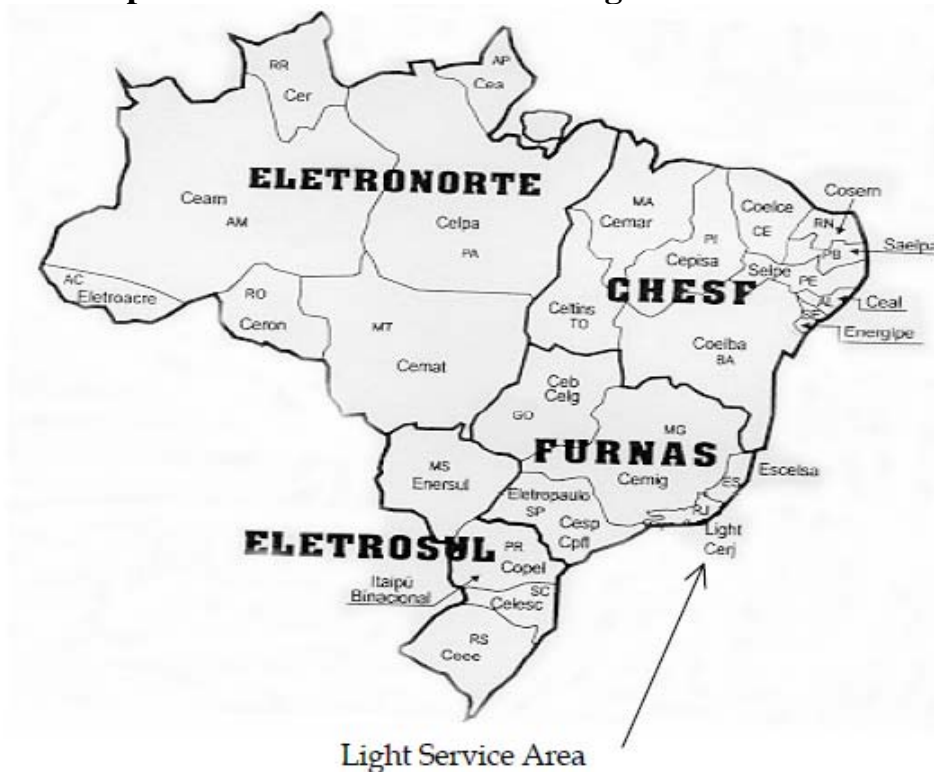 RR
AP
Cer
Cea
ELETRONORTE
Ceam
AM
Celpa
PA
MA
Cemar
Coelce
CE
Cosern
RN
PI
Cepisa
PB
Saelpa
AC
Eletroacre
RO
Ceron
Selpe
PE
CHESF
AL
Ceal
SE
Energipe
MT
Cemat
Celtins
TO
Coelba
BA
Ceb
Celg
GO
MG
FURNAS
Cemig
Escelsa
ES
MS
Enersul
Eletropaulo
SP
Cesp
Cpfl
RJ
Light
Cerj
ELETROSUL
PR
Copel
Itaipú
Binacional
SC
Celesc
RS
Ceee
Light Service Area